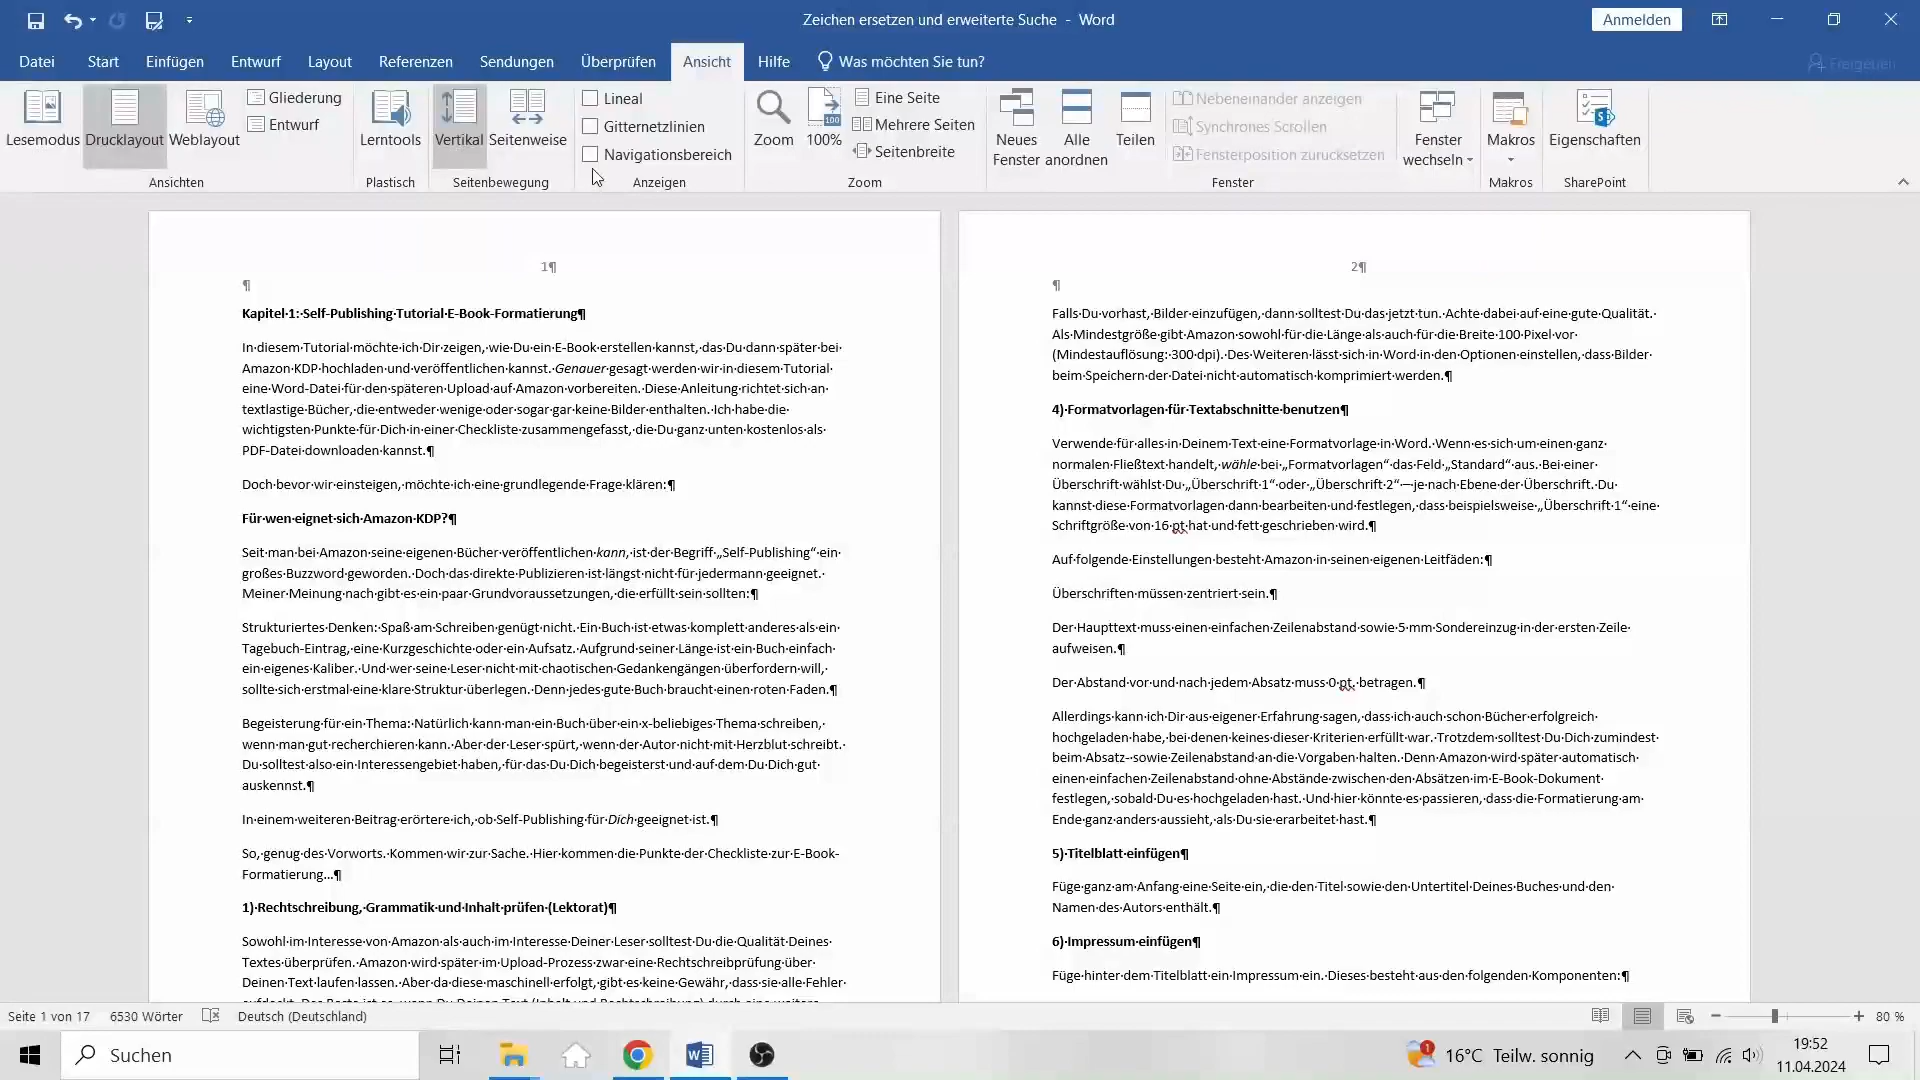 Zeichen ersetzen und erweiterte Suche - Word
Anmelden
Datei Start Einfügen Entwurf Layout Referenzen Sendungen Überprüfen Ansicht Hilfe Was möchten Sie tun? Freigeben
Lesemodus Drucklayout Weblayout
Gliederung
Entwurf
Ansichten
Lerntools
Plastisch
Vertikal Seitenweise
Seitenbewegung
Lineal
Gitternetzlinien
Navigationsbereich
Anzeigen
Zoom 100%
100
Eine Seite
Mehrere Seiten
Seitenbreite
Zoom
Neues Fenster
Alle anordnen
Teilen
Nebeneinander anzeigen
Synchrones Scrollen
Fensterposition zurücksetzen
Fenster
Fenster wechseln
Makros
Makros
Eigenschaften
SharePoint
1¶
¶
Kapitel·1:·Self-Publishing·Tutorial·E-Book-Formatierung¶
In·diesem·Tutorial·möchte·ich·Dir·zeigen,·wie·Du·ein·E-Book·erstellen·kannst,·das·Du·dann·später·bei·
Amazon·KDP·hochladen·und·veröffentlichen·kannst.·Genauer·gesagt·werden·wir·in·diesem·Tutorial·
eine·Word-Datei·für·den·späteren·Upload·auf·Amazon·vorbereiten.·Diese·Anleitung·richtet·sich·an·
textlastige·Bücher,·die·entweder·wenige·oder·sogar·gar·keine·Bilder·enthalten.·Ich·habe·die·
wichtigsten·Punkte·für·Dich·in·einer·Checkliste·zusammengefasst,·die·Du·ganz·unten·kostenlos·als·
PDF-Datei·downloaden·kannst.¶
Doch·bevor·wir·einsteigen,·möchte·ich·eine·grundlegende·Frage·klären:¶
Für·wen·eignet·sich·Amazon·KDP?¶
Seit·man·bei·Amazon·seine·eigenen·Bücher·veröffentlichen·kann,·ist·der·Begriff·„Self-Publishing“·ein·
großes·Buzzword·geworden.·Doch·das·direkte·Publizieren·ist·längst·nicht·für·jedermann·geeignet.·
Meiner·Meinung·nach·gibt·es·ein·paar·Grundvoraussetzungen,·die·erfüllt·sein·sollten:¶
Strukturiertes·Denken:·Spaß·am·Schreiben·genügt·nicht.·Ein·Buch·ist·etwas·komplett·anderes·als·ein·
Tagebuch-Eintrag,·eine·Kurzgeschichte·oder·ein·Aufsatz.·Aufgrund·seiner·Länge·ist·ein·Buch·einfach·
ein·eigenes·Kaliber.·Und·wer·seine·Leser·nicht·mit·chaotischen·Gedankengängen·überfordern·will,·
sollte·sich·erstmal·eine·klare·Struktur·überlegen.·Denn·jedes·gute·Buch·braucht·einen·roten·Faden.¶
Begeisterung·für·ein·Thema:·Natürlich·kann·man·ein·Buch·über·ein·x-beliebiges·Thema·schreiben,·
wenn·man·gut·recherchieren·kann.·Aber·der·Leser·spürt,·wenn·der·Autor·nicht·mit·Herzblut·schreibt.·
Du·solltest·also·ein·Interessengebiet·haben,·für·das·Du·Dich·begeisterst·und·auf·dem·Du·Dich·gut·
auskennst.¶
In·einem·weiteren·Beitrag·erörtere·ich,·ob·Self-Publishing·für·Dich·geeignet·ist.¶
So,·genug·des·Vorworts.·Kommen·wir·zur·Sache.·Hier·kommen·die·Punkte·der·Checkliste·zur·E-Book-
Formatierung…¶
1)·Rechtschreibung,·Grammatik·und·Inhalt·prüfen·(Lektorat)¶
Sowohl·im·Interesse·von·Amazon·als·auch·im·Interesse·Deiner·Leser·solltest·Du·die·Qualität·Deines·
Textes·überprüfen.·Amazon·wird·später·im·Upload-Prozess·zwar·eine·Rechtschreibprüfung·über·
Deinen·Text·laufen·lassen.·Aber·da·diese·maschinell·erfolgt,·gibt·es·keine·Gewähr,·dass·sie·alle·Fehler·
2¶
¶
Falls·Du·vorhast,·Bilder·einzufügen,·dann·solltest·Du·das·jetzt·tun.·Achte·dabei·auf·eine·gute·Qualität.·
Als·Mindestgröße·gibt·Amazon·sowohl·für·die·Länge·als·auch·für·die·Breite·100·Pixel·vor·
(Mindestauflösung:·300·dpi).·Des·Weiteren·lässt·sich·in·Word·in·den·Optionen·einstellen,·dass·Bilder·
beim·Speichern·der·Datei·nicht·automatisch·komprimiert·werden.¶
4)·Formatvorlagen·für·Textabschnitte·benutzen¶
Verwende·für·alles·in·Deinem·Text·eine·Formatvorlage·in·Word.·Wenn·es·sich·um·einen·ganz·
normalen·Fließtext·handelt,·wähle·bei·„Formatvorlagen“·das·Feld·„Standard“·aus.·Bei·einer·
Überschrift·wählst·Du·„Überschrift·1“·oder·„Überschrift·2“·–·je·nach·Ebene·der·Überschrift.·Du·
kannst·diese·Formatvorlagen·dann·bearbeiten·und·festlegen,·dass·beispielsweise·„Überschrift·1“·eine·
Schriftgröße·von·16·pt·hat·und·fett·geschrieben·wird.¶
Auf·folgende·Einstellungen·besteht·Amazon·in·seinen·eigenen·Leitfäden:¶
Überschriften·müssen·zentriert·sein.¶
Der·Haupttext·muss·einen·einfachen·Zeilenabstand·sowie·5·mm·Sondereinzug·in·der·ersten·Zeile·
aufweisen.¶
Der·Abstand·vor·und·nach·jedem·Absatz·muss·0·pt.·betragen.¶
Allerdings·kann·ich·Dir·aus·eigener·Erfahrung·sagen,·dass·ich·auch·schon·Bücher·erfolgreich·
hochgeladen·habe,·bei·denen·keines·dieser·Kriterien·erfüllt·war.·Trotzdem·solltest·Du·Dich·zumindest·
beim·Absatz-·sowie·Zeilenabstand·an·die·Vorgaben·halten.·Denn·Amazon·wird·später·automatisch·
einen·einfachen·Zeilenabstand·ohne·Abstände·zwischen·den·Absätzen·im·E-Book-Dokument·
festlegen,·sobald·Du·es·hochgeladen·hast.·Und·hier·könnte·es·passieren,·dass·die·Formatierung·am·
Ende·ganz·anders·aussieht,·als·Du·sie·erarbeitet·hast.¶
5)·Titelblatt·einfügen¶
Füge·ganz·am·Anfang·eine·Seite·ein,·die·den·Titel·sowie·den·Untertitel·Deines·Buches·und·den·
Namen·des·Autors·enthält.¶
6)·Impressum·einfügen¶
Füge·hinter·dem·Titelblatt·ein·Impressum·ein.·Dieses·besteht·aus·den·folgenden·Komponenten:¶
Seite 1 von 17 6530 Wörter Deutsch (Deutschland) 80 %
Suchen
1
16°C Teilw. sonnig
19:52
11.04.2024